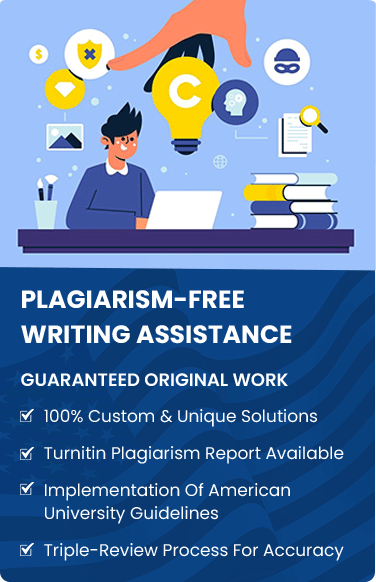 $
C
PLAGIARISM-FREE
WRITING ASSISTANCE
GUARANTEED ORIGINAL WORK
100% Custom & Unique Solutions
Turnitin Plagiarism Report Available
Implementation Of American
University Guidelines
Triple-Review Process For Accuracy